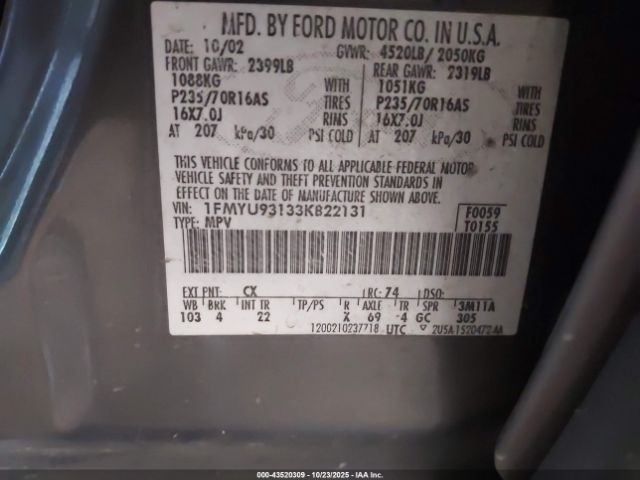 MFD. BY FORD MOTOR CO. IN U.S.A.
DATE: 10/02 GVWR: 4520LB/ 2050KG
FRONT GAWR: 2399LB REAR GAWR: 2319LB
1088KG WITH 1051KG WITH
P235/70R16AS TIRES P235/70R16AS TIRES
16X7.0J RIMS 16X7.0J RIMS
AT 207 kPa/30 PSI COLD AT 207 kPa/30 PSI COLD
THIS VEHICLE CONFORMS TO ALL APPLICABLE FEDERAL MOTOR
VEHICLE SAFETY AND THEFT PREVENTION STANDARDS IN
EFFECT ON THE DATE OF MANUFACTURE SHOWN ABOVE.
VIN: 1FMYU93133KB22131 F0059
TYPE: MPV T0155
EXT PNT: CX RC: 74 DSO:
WB BRK INT TR TP/PS R AXLE TR SPR 3M11A
103 4 22 X 69 -4 GC 305
1200210237718 UTC 2U5A-1520472-AA
000-43520309 - 10/23/2025 - IAA Inc.